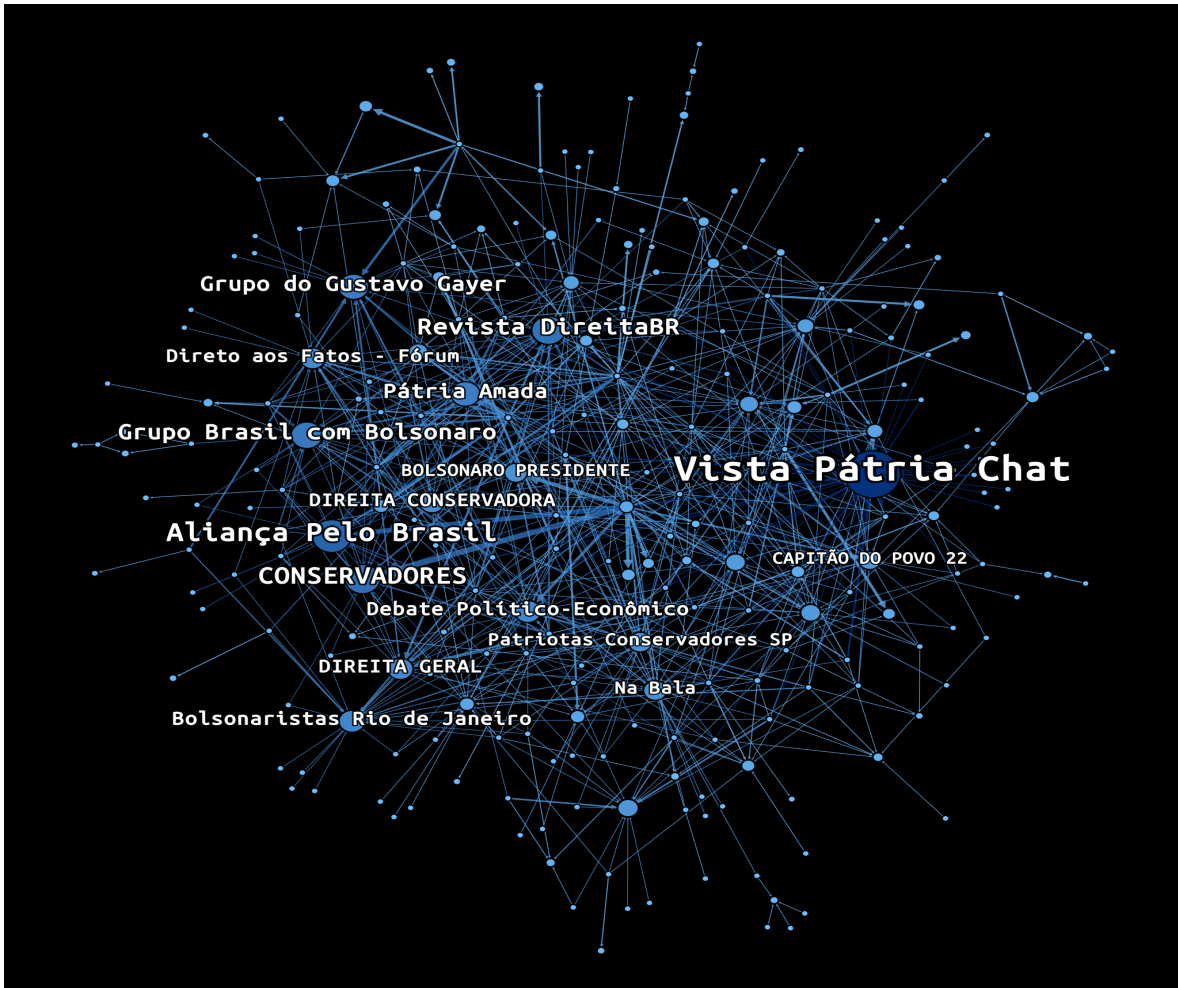 Grupo do Gustavo Gayer
Revista DireitaBR
Direto aos Fatos - Fórum
Pátria Amada
Grupo Brasil com Bolsonaro
BOLSONARO PRESIDENTE
Vista Pátria Chat
DIREITA CONSERVADORA
Aliança Pelo Brasil
CAPITÃO DO POVO 22
CONSERVADORES
Debate Político-Econômico
Patriotas Conservadores SP
DIREITA GERAL
Na Bala
Bolsonaristas Rio de Janeiro